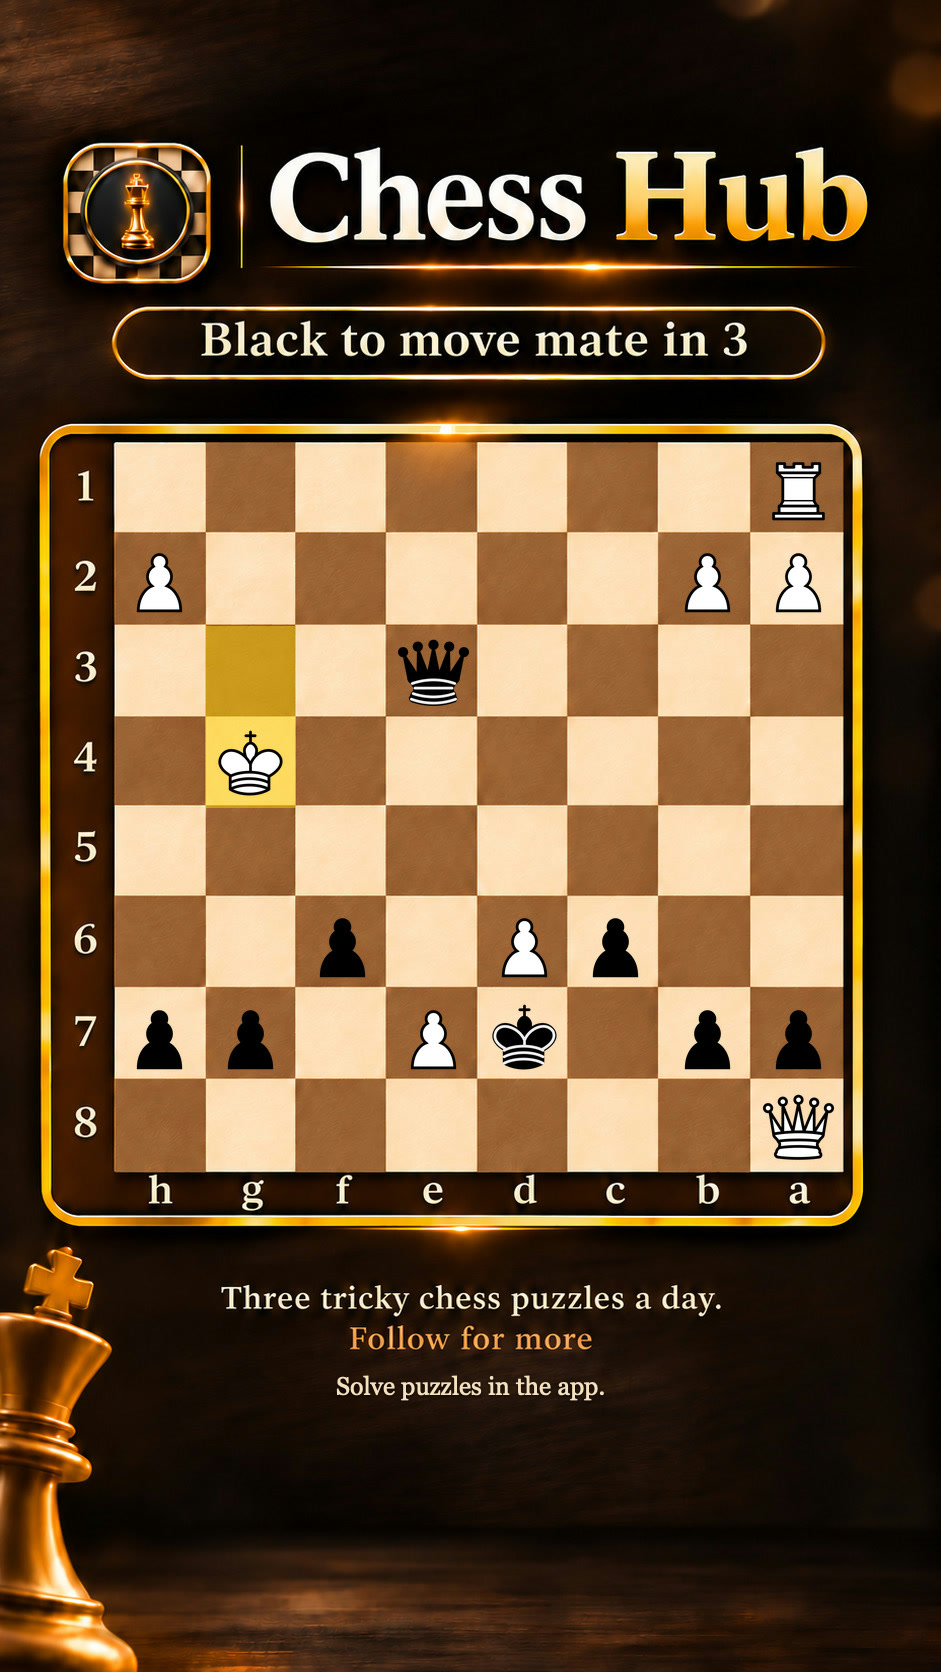 Chess Hub
Black to move mate in 3
1
2
3
4
5
6
7
8
h g f e d c b a
Three tricky chess puzzles a day.
Follow for more
Solve puzzles in the app.